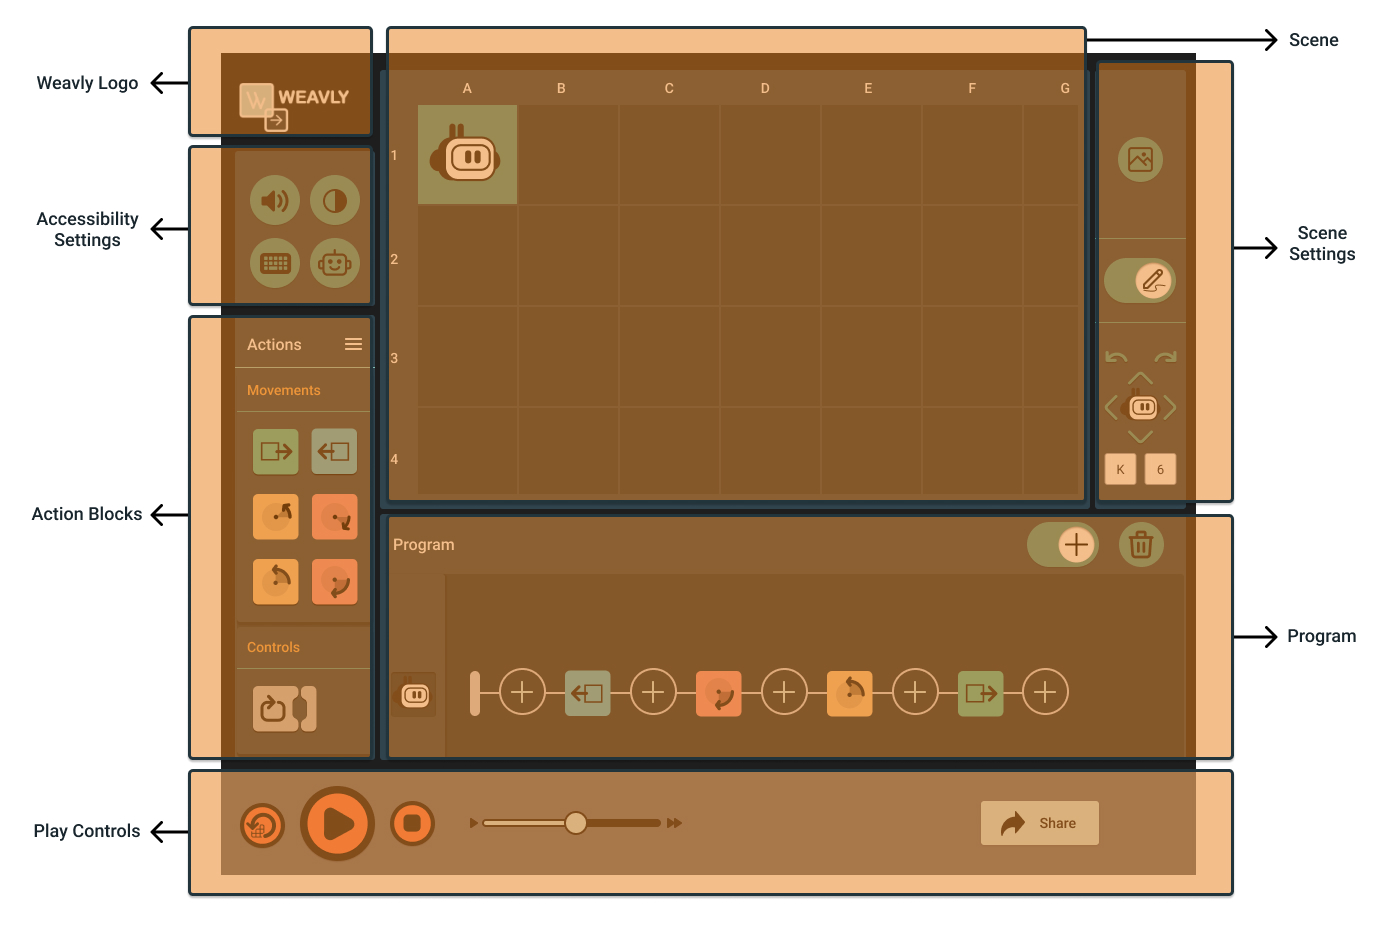 Scene
Weavly Logo
W WEAVLY
A B C D E F G
1
Accessibility
Settings
Scene
Settings
2
Actions
3
Movements
4
K 6
Action Blocks
Program
Program
Controls
Play Controls
Share